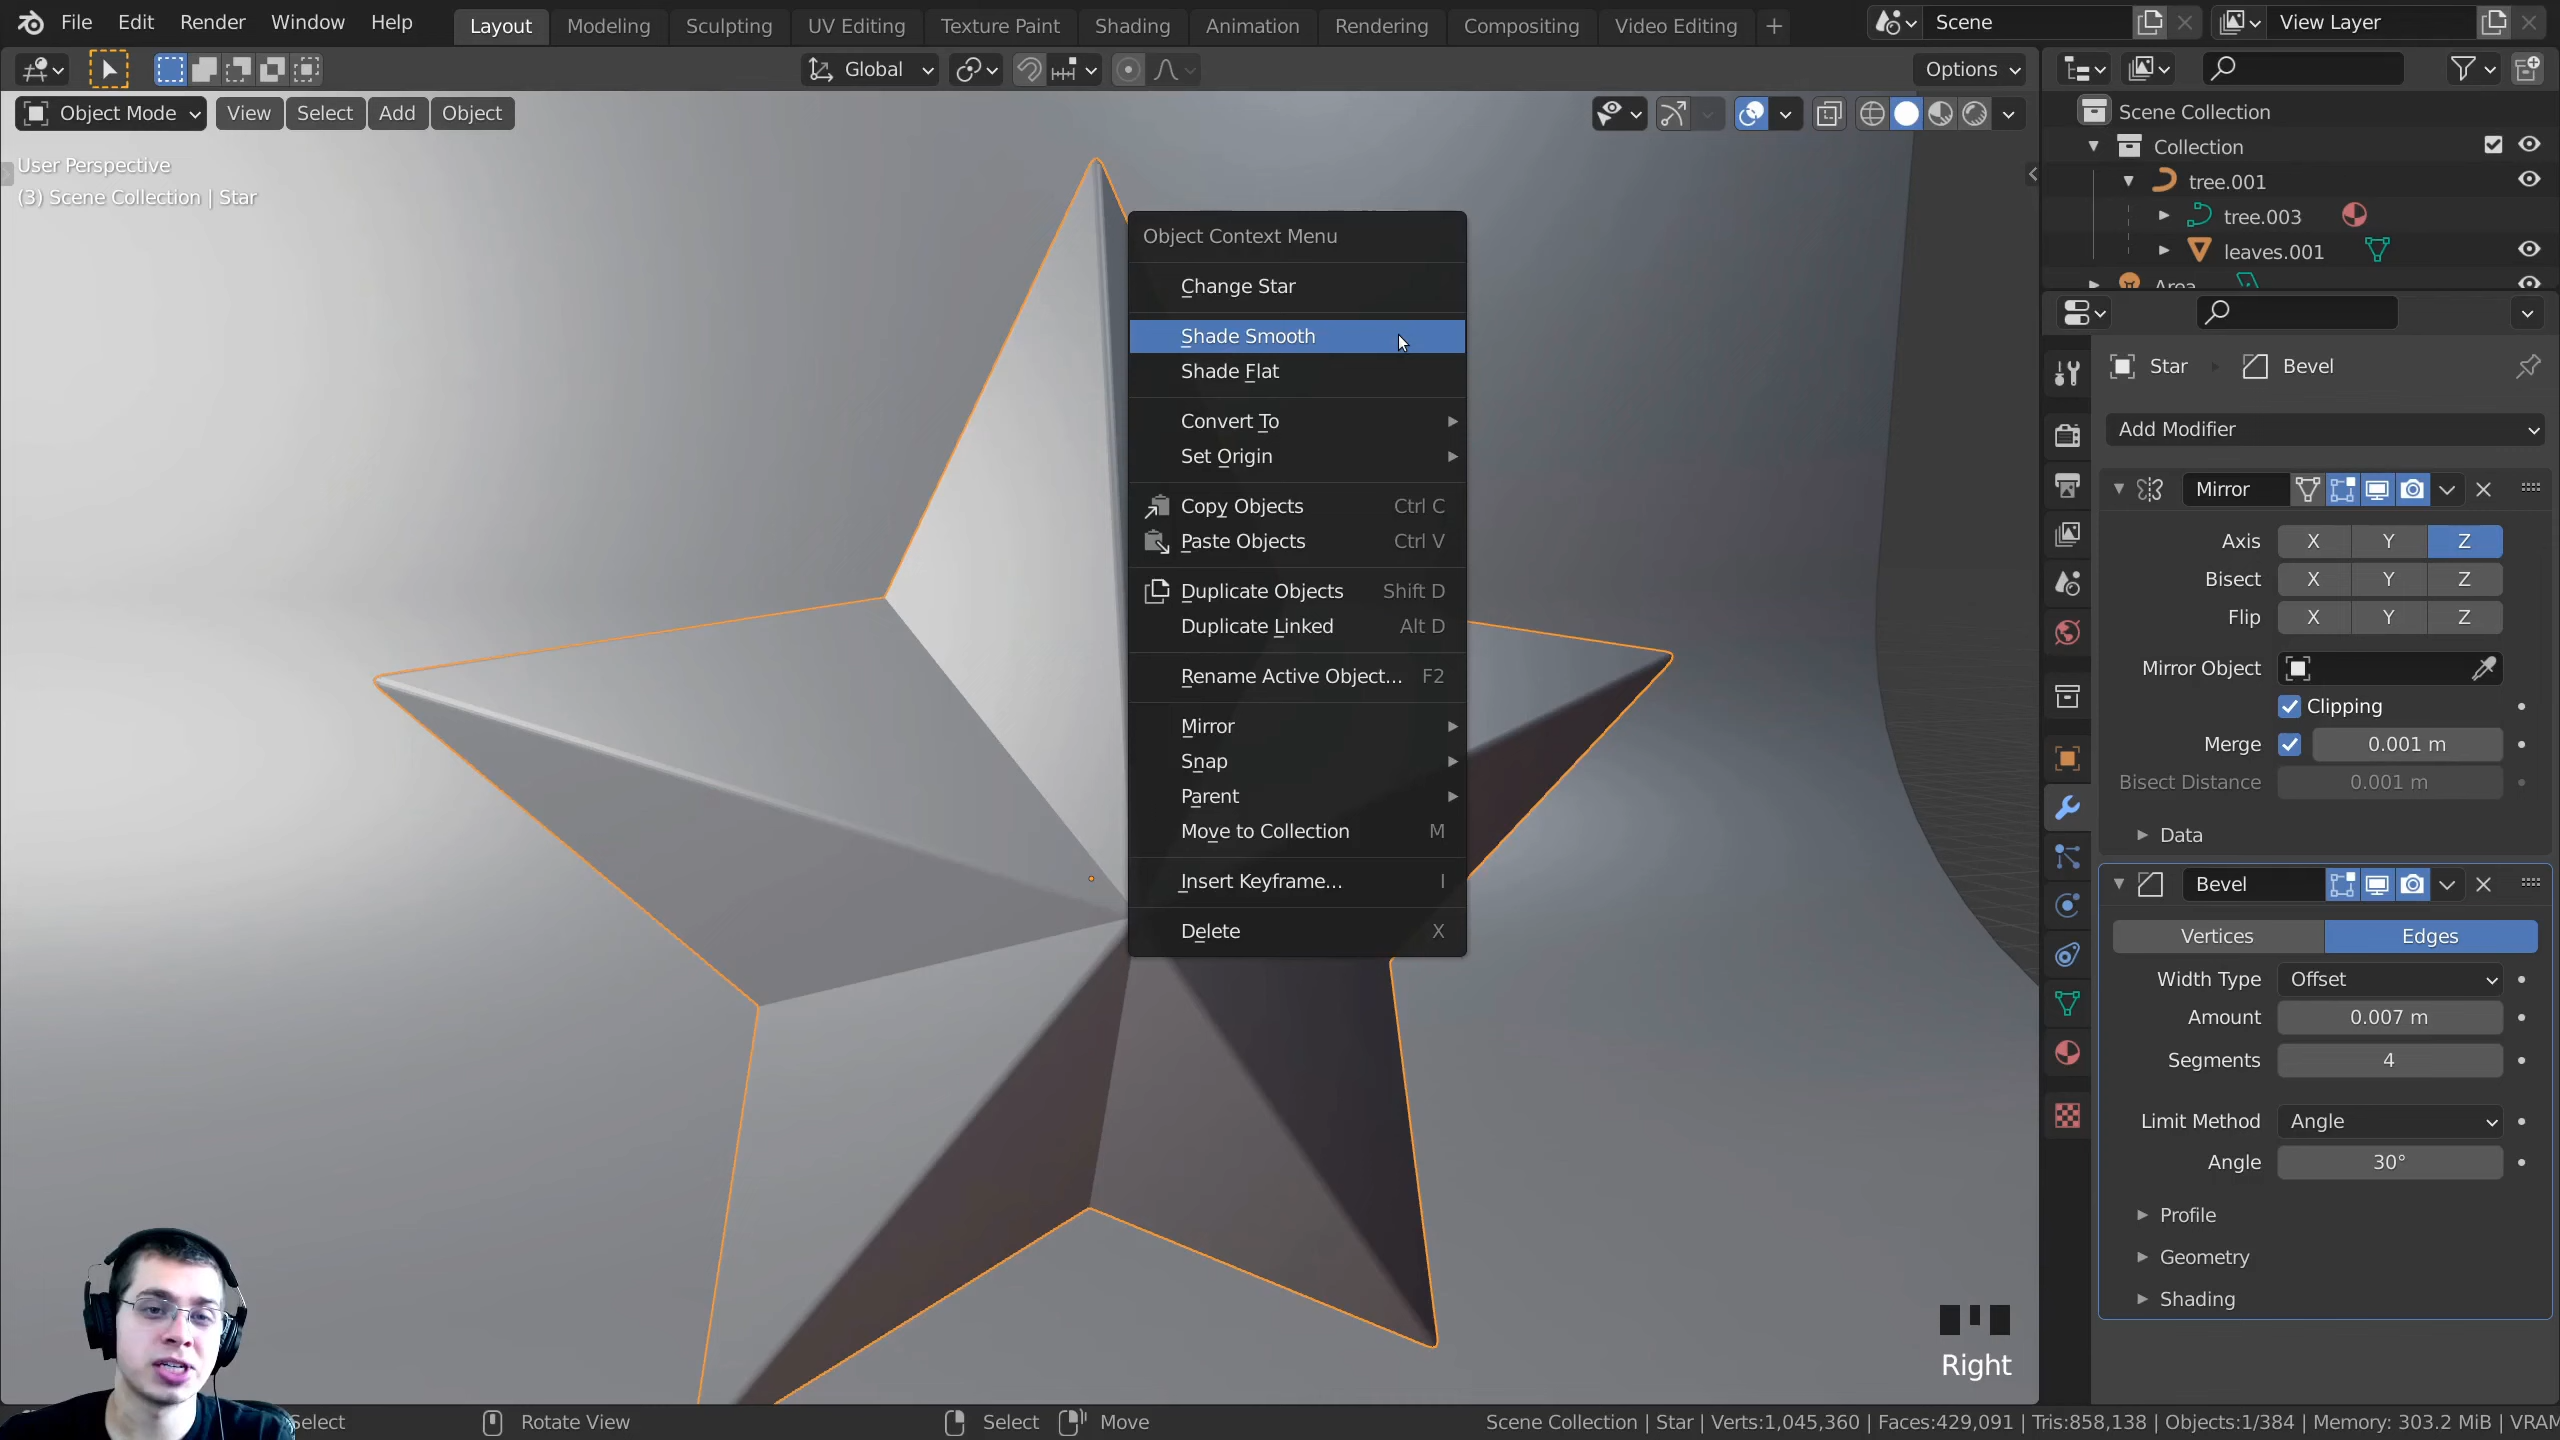 File Edit Render Window Help
Layout Modeling Sculpting UV Editing Texture Paint Shading Animation Rendering Compositing Video Editing +
Scene
View Layer
Global
Options
Object Mode View Select Add Object
User Perspective
(3) Scene Collection | Star
Object Context Menu
Change Star
Shade Smooth
Shade Flat
Convert To
Set Origin
Copy Objects Ctrl C
Paste Objects Ctrl V
Duplicate Objects Shift D
Duplicate Linked Alt D
Rename Active Object... F2
Mirror
Snap
Parent
Move to Collection M
Insert Keyframe... I
Delete X
Scene Collection
Collection
tree.001
tree.003
leaves.001
Area
Star Bevel
Add Modifier
Mirror
Axis X Y Z
Bisect X Y Z
Flip X Y Z
Mirror Object
Clipping
Merge 0.001 m
Bisect Distance 0.001 m
Data
Bevel
Vertices Edges
Width Type Offset
Amount 0.007 m
Segments 4
Limit Method Angle
Angle 30°
Profile
Geometry
Shading
Right
Select
Rotate View
Select
Move
Scene Collection | Star | Verts:1,045,360 | Faces:429,091 | Tris:858,138 | Objects:1/384 | Memory: 303.2 MiB | VRAM